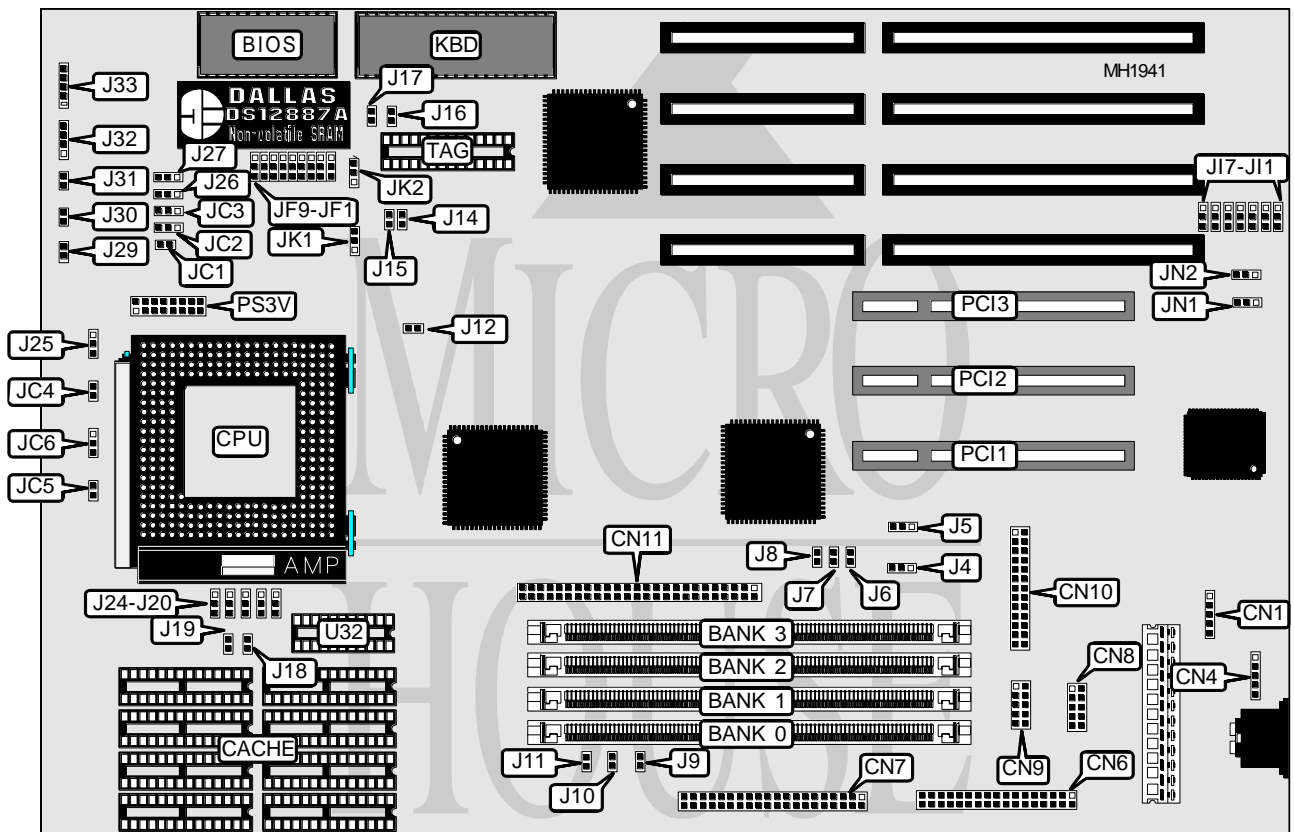 BIOS
KBD
MH1941
J33
DALLAS
DS12887A
Non-volatile SRAM
J17
J16
J32
TAG
J27
J31
J26
JK2
JI7-JI1
J30
JC3
JF9-JF1
J14
J29
JC2
JK1
JC1
J15
JN2
PS3V
PCI3
JN1
J12
J25
JC4
PCI2
CPU
JC6
PCI1
JC5
MICRO
HOUSE
CN11
J5
J8
AMP
J4
J7
J6
CN10
J24-J20
CN1
J19
U32
BANK 3
J18
BANK 2
CN8
CN4
BANK 1
BANK 0
CACHE
J11
J9
CN9
CN6
J10
CN7